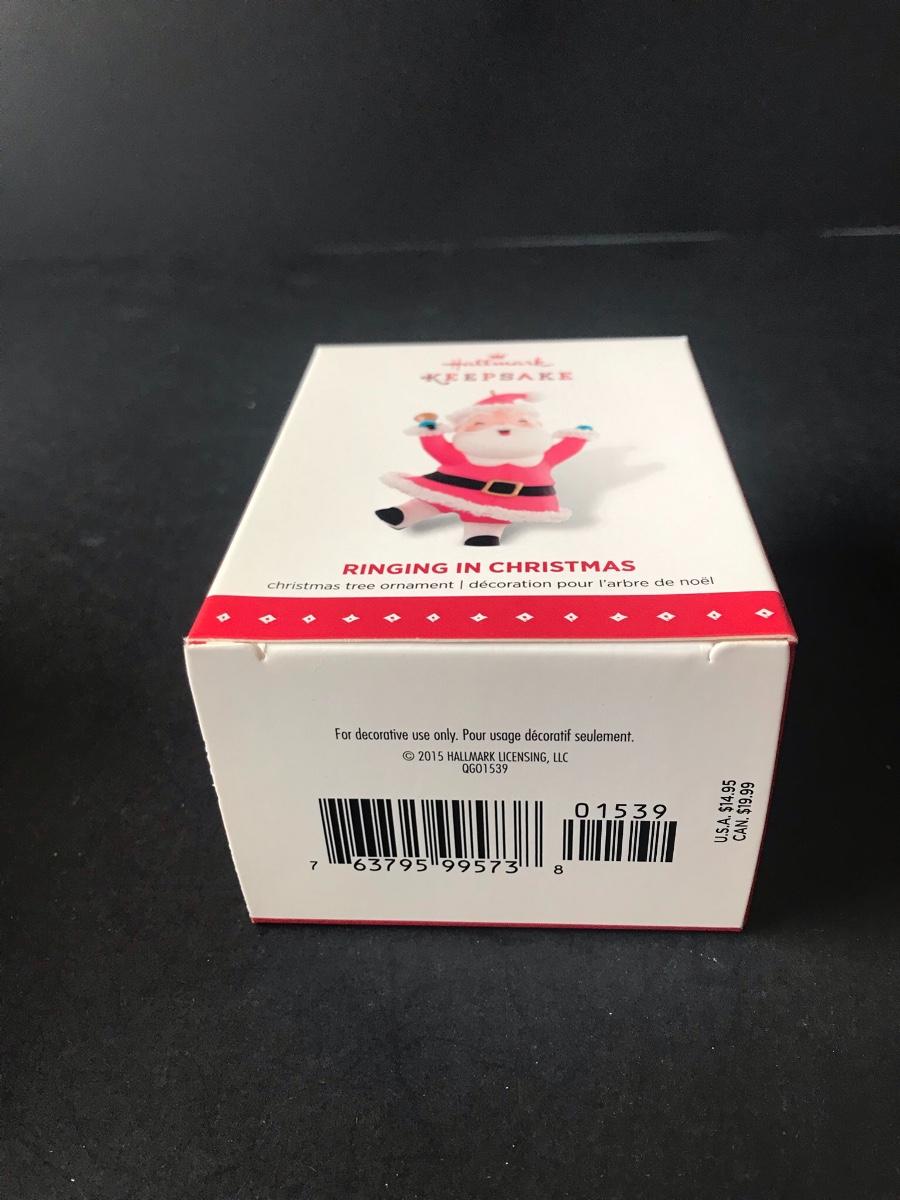 Hallmark
KEEPSAKE
RINGING IN CHRISTMAS
christmas tree ornament | décoration pour l'arbre de noël
For decorative use only. Pour usage décoratif seulement.
© 2015 HALLMARK LICENSING, LLC
QGO1539
01539
7 63795 99573 8
U.S.A. $14.95
CAN. $19.99